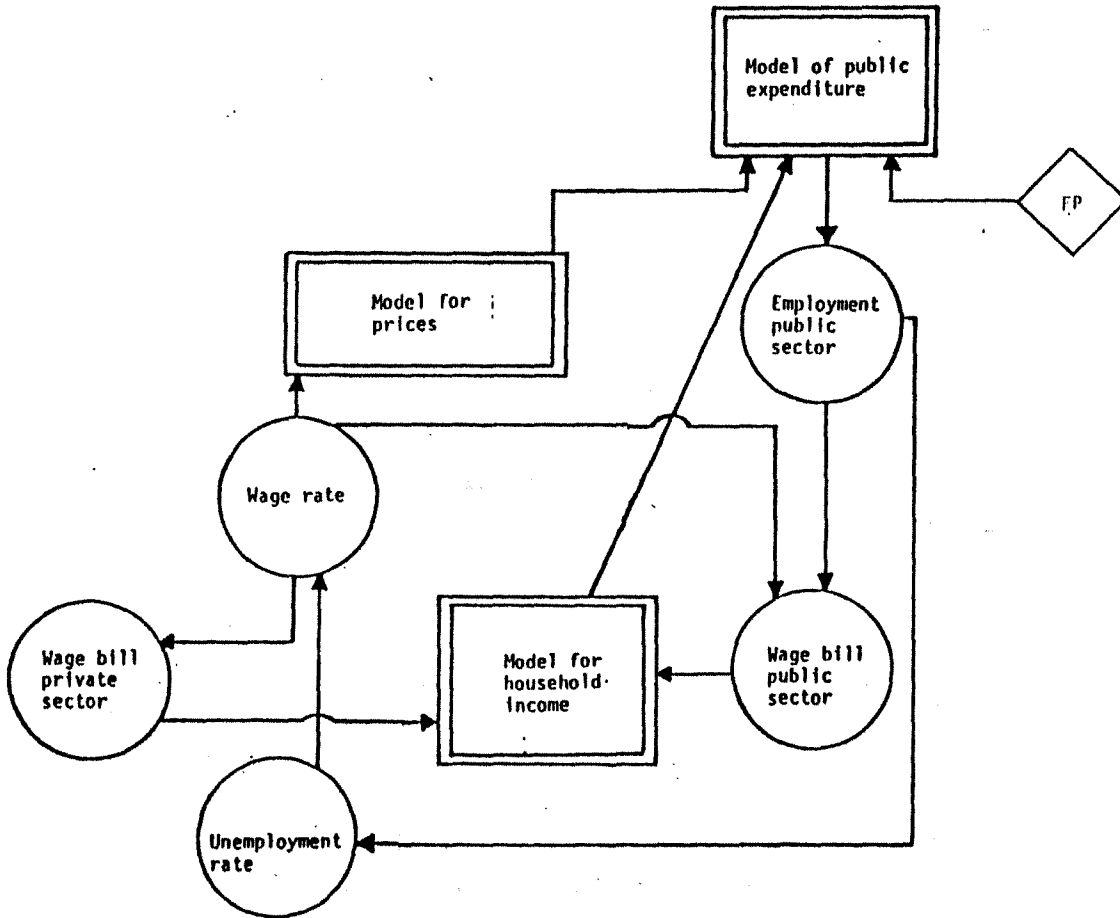 Model of public
expenditure
Model for
prices
Employment
public
sector
Wage rate
Wage bill
private
sector
Model for
household
income
Wage bill
public
sector
Unemployment
rate